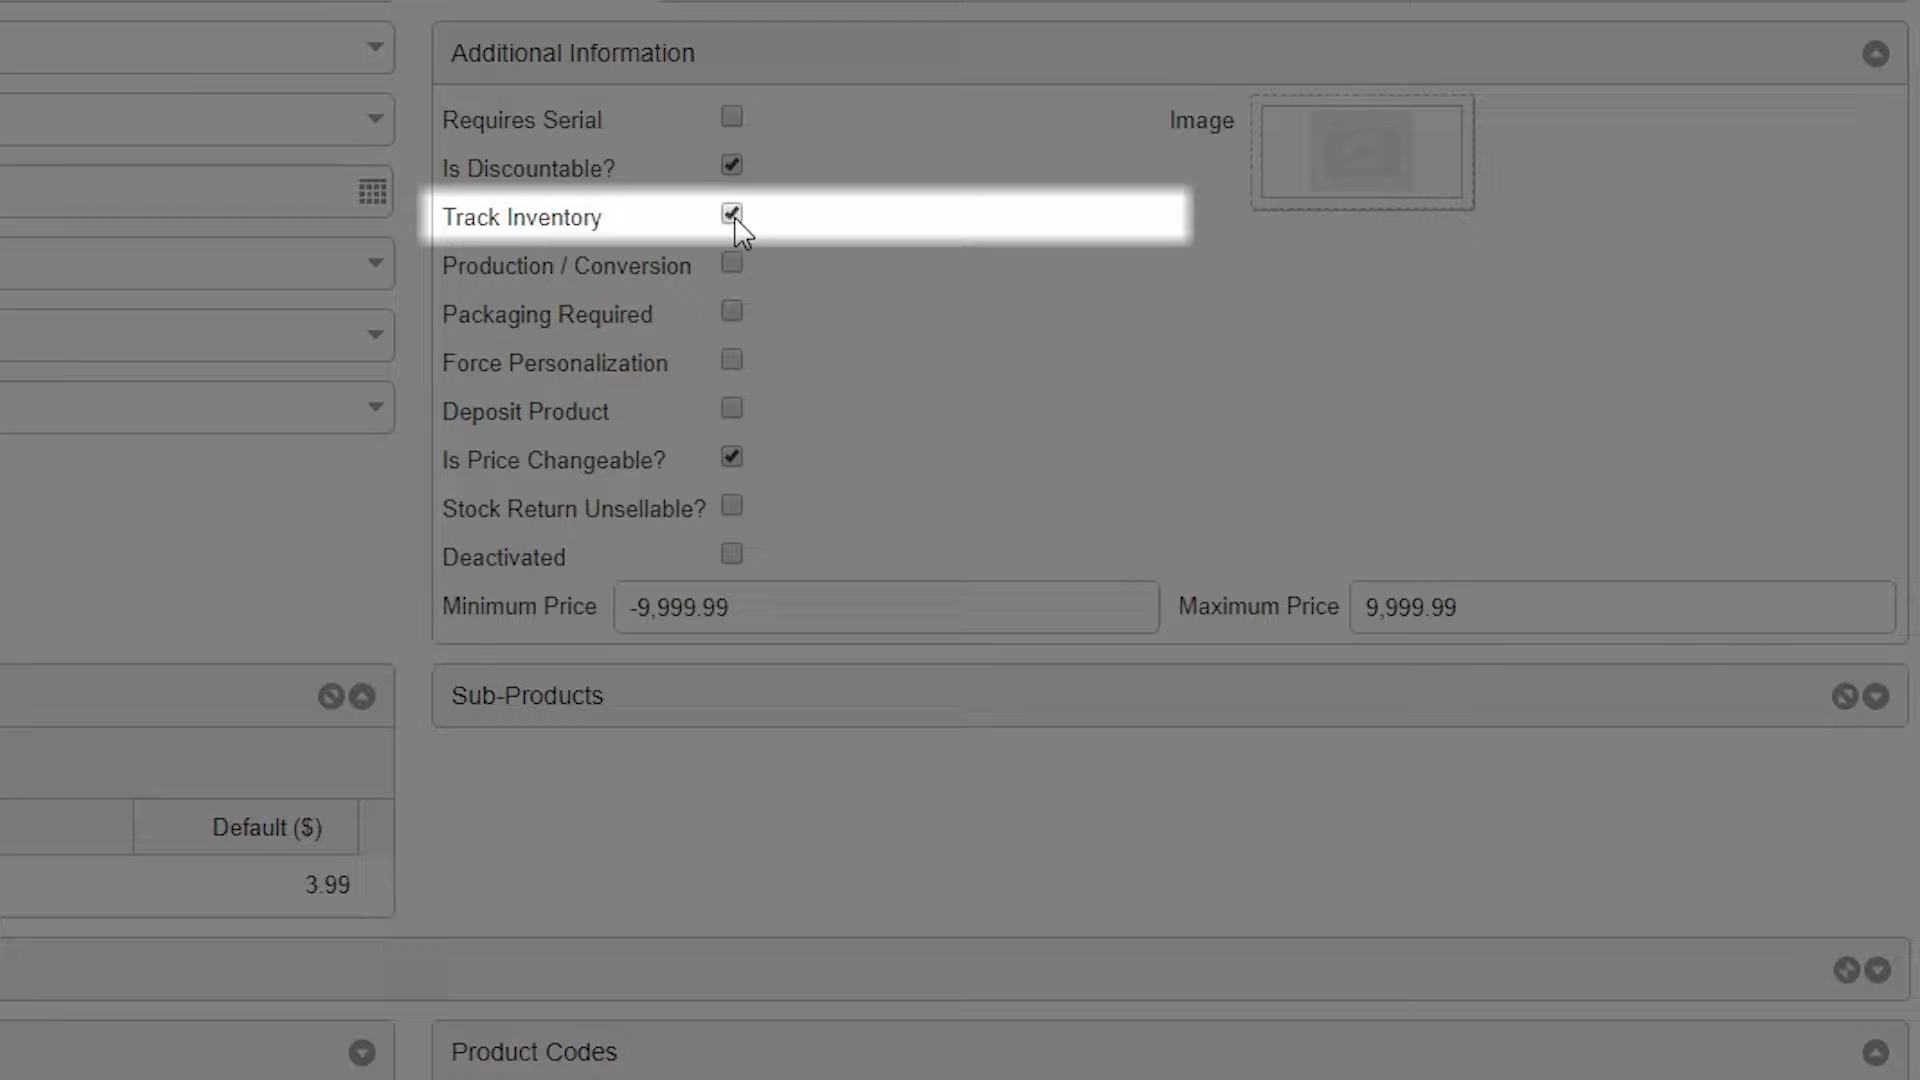 Additional Information
Requires Serial
Image
Is Discountable?
Track Inventory
Production / Conversion
Packaging Required
Force Personalization
Deposit Product
Is Price Changeable?
Stock Return Unsellable?
Deactivated
Minimum Price -9,999.99 Maximum Price 9,999.99
Sub-Products
Default ($)
3.99
Product Codes